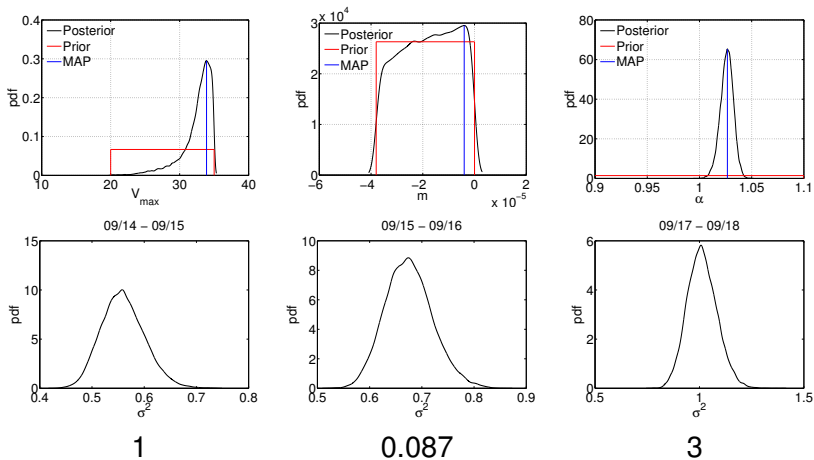 0.4
0.3
0.2
0.1
0
pdf
Posterior
Prior
MAP
10 20 30 40
V_max
x 10^4
3
2
1
0
pdf
Posterior
Prior
MAP
−6 −4 −2 0 2
m
x 10^−5
80
60
40
20
0
pdf
Posterior
Prior
MAP
0.9 0.95 1 1.05 1.1
α
09/14 − 09/15
15
10
5
0
pdf
0.4 0.5 0.6 0.7 0.8
σ²
09/15 − 09/16
10
8
6
4
2
0
pdf
0.5 0.6 0.7 0.8 0.9
σ²
09/17 − 09/18
6
4
2
0
pdf
0.5 1 1.5
σ²
1 0.087 3